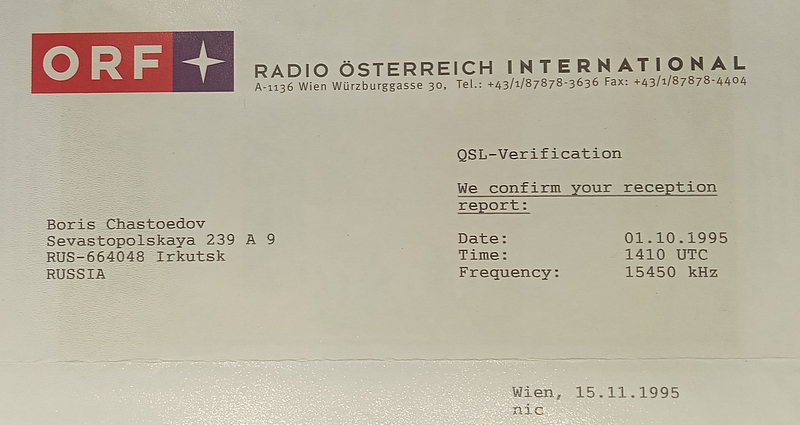 ORF
RADIO ÖSTERREICH INTERNATIONAL
A-1136 Wien Würzburggasse 30, Tel.: +43/1/87878-3636 Fax: +43/1/87878-4404
QSL-Verification
We confirm your reception
report:
Boris Chastoedov
Sevastopolskaya 239 A 9
RUS-664048 Irkutsk
RUSSIA
Date: 01.10.1995
Time: 1410 UTC
Frequency: 15450 kHz
Wien, 15.11.1995
nic